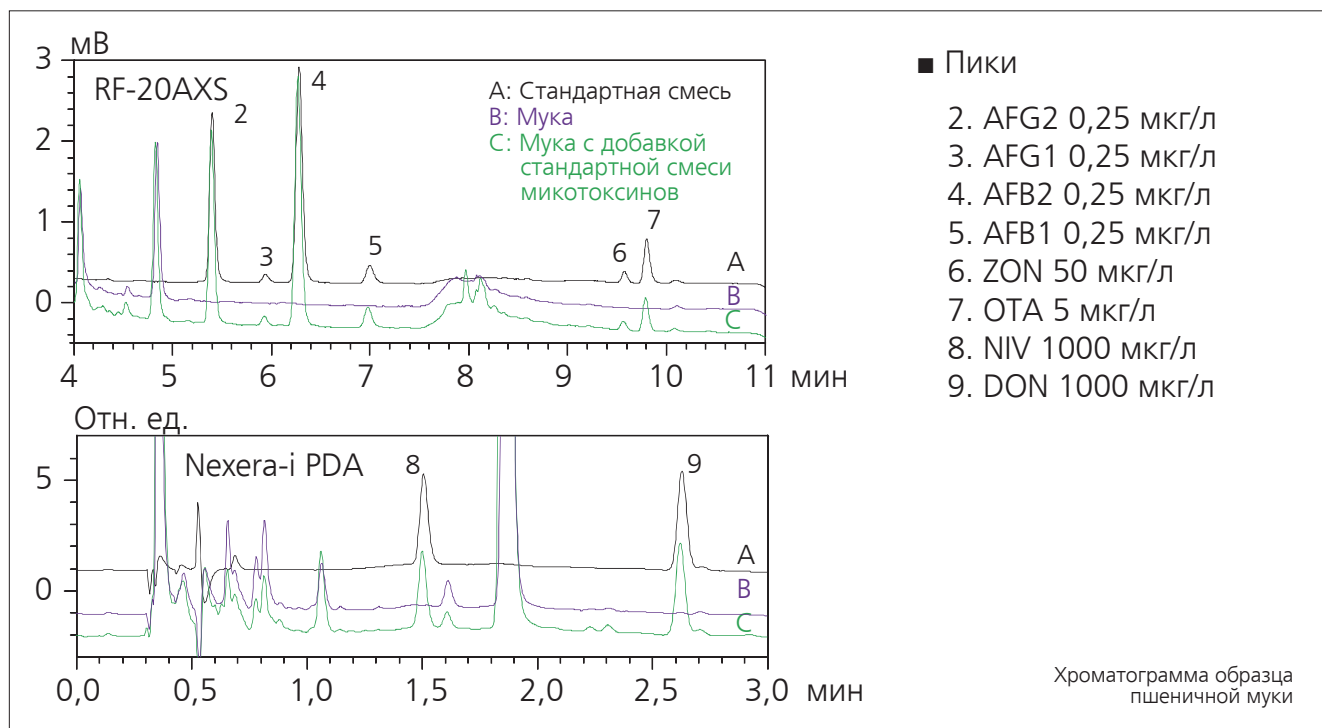 мВ
3
2
1
0
RF-20AXS
2
4
3
5
6
7
A: Стандартная смесь
B: Мука
C: Мука с добавкой
стандартной смеси
микотоксинов
A
B
C
4 5 6 7 8 9 10 11 мин
Отн. ед.
5
0
Nexera-i PDA
8
9
A
B
C
0,0 0,5 1,0 1,5 2,0 2,5 3,0 мин
■ Пики
2. AFG2 0,25 мкг/л
3. AFG1 0,25 мкг/л
4. AFB2 0,25 мкг/л
5. AFB1 0,25 мкг/л
6. ZON 50 мкг/л
7. OTA 5 мкг/л
8. NIV 1000 мкг/л
9. DON 1000 мкг/л
Хроматограмма образца
пшеничной муки